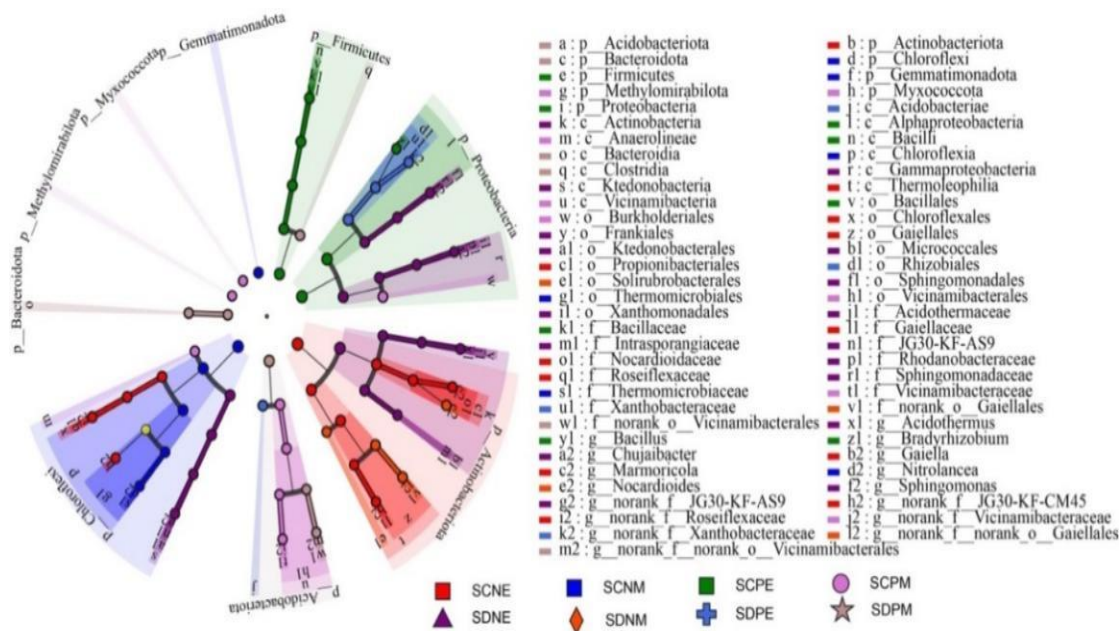 p__Gemmatimonadota
p__Myxococcota
p__Methylomirabilota
p__Bacteroidota
o
p__Firmicutes
n
q
d1
l
p__Proteobacteria
r
w
k
p__Actinobacteriota
z
t
e1
p__Acidobacteriota
u
h1
j
p__Chloroflexi
p
g1
m
a : p__Acidobacteriota
c : p__Bacteroidota
e : p__Firmicutes
g : p__Methylomirabilota
i : p__Proteobacteria
k : c__Actinobacteria
m : c__Anaerolineae
o : c__Bacteroidia
q : c__Clostridia
s : c__Ktedonobacteria
u : c__Vicinamibacteria
w : o__Burkholderiales
y : o__Frankiales
a1 : o__Ktedonobacterales
c1 : o__Propionibacteriales
e1 : o__Solirubrobacterales
g1 : o__Thermomicrobiales
i1 : o__Xanthomonadales
k1 : f__Bacillaceae
m1 : f__Intrasporangiaceae
o1 : f__Nocardioidaceae
q1 : f__Roseiflexaceae
s1 : f__Thermomicrobiaceae
u1 : f__Xanthobacteraceae
w1 : f__norank_o__Vicinamibacterales
y1 : g__Bacillus
a2 : g__Chujaibacter
c2 : g__Marmoricola
e2 : g__Nocardioides
g2 : g__norank_f__JG30-KF-AS9
i2 : g__norank_f__Roseiflexaceae
k2 : g__norank_f__Xanthobacteraceae
m2 : g__norank_f__norank_o__Vicinamibacterales
b : p__Actinobacteriota
d : p__Chloroflexi
f : p__Gemmatimonadota
h : p__Myxococcota
j : c__Acidobacteriae
l : c__Alphaproteobacteria
n : c__Bacilli
p : c__Chloroflexia
r : c__Gammaproteobacteria
t : c__Thermoleophilia
v : o__Bacillales
x : o__Chloroflexales
z : o__Gaiellales
b1 : o__Micrococcales
d1 : o__Rhizobiales
f1 : o__Sphingomonadales
h1 : o__Vicinamibacterales
j1 : f__Acidothermaceae
l1 : f__Gaiellaceae
n1 : f__JG30-KF-AS9
p1 : f__Rhodanobacteraceae
r1 : f__Sphingomonadaceae
t1 : f__Vicinamibacteraceae
v1 : f__norank_o__Gaiellales
x1 : g__Acidothermus
z1 : g__Bradyrhizobium
b2 : g__Gaiella
d2 : g__Nitrolancea
f2 : g__Sphingomonas
h2 : g__norank_f__JG30-KF-CM45
j2 : g__norank_f__Vicinamibacteraceae
l2 : g__norank_f__norank_o__Gaiellales
SCNE
SCNM
SCPE
SCPM
SDNE
SDNM
SDPE
SDPM